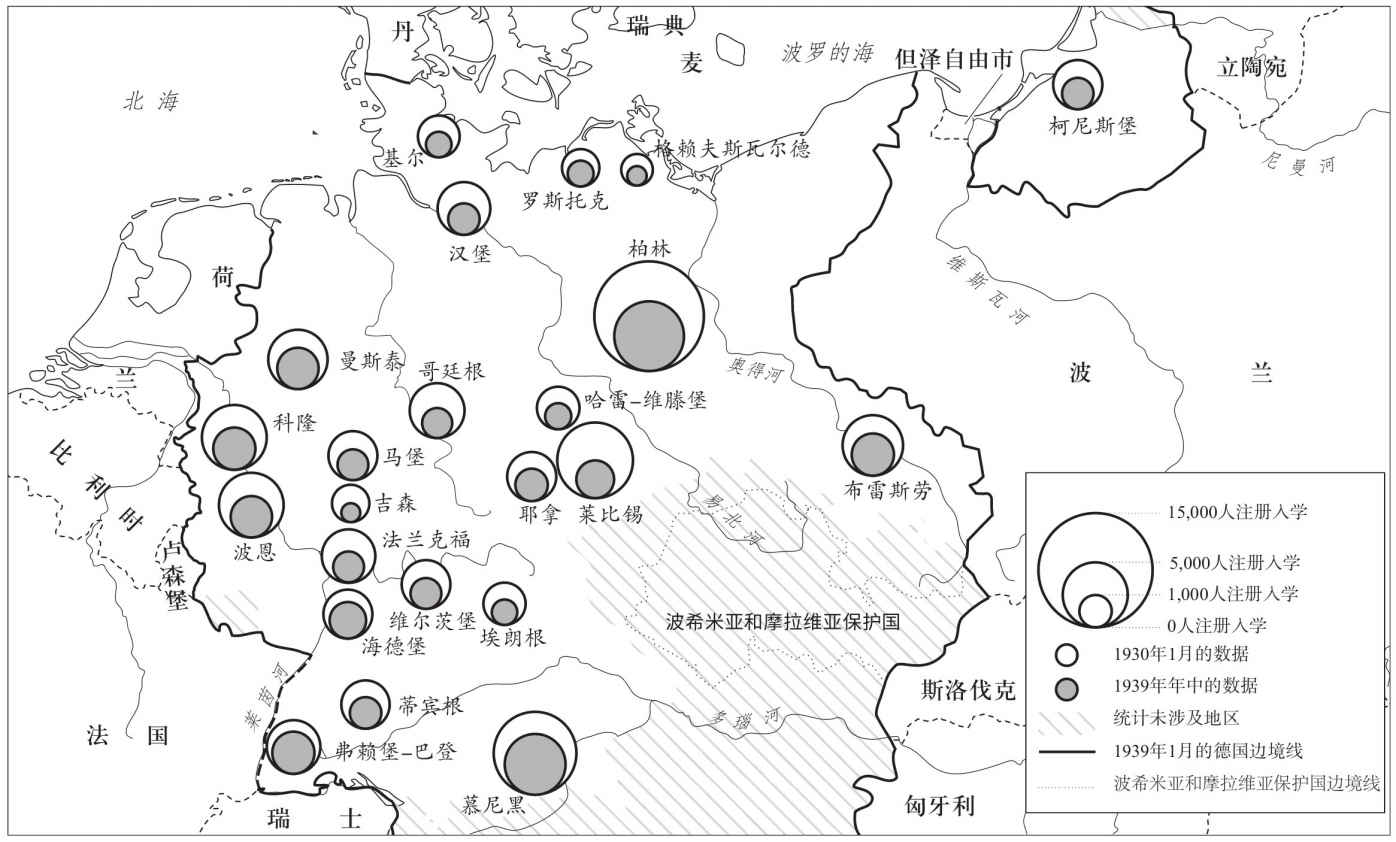 丹
麦
瑞典
波罗的海
但泽自由市
立陶宛
北海
柯尼斯堡
基尔
格赖夫斯瓦尔德
尼曼河
罗斯托克
汉堡
柏林
荷
兰
维斯瓦河
曼斯泰
哥廷根
奥得河
波
兰
哈雷–维滕堡
科隆
马堡
比利时
布雷斯劳
吉森
耶拿
莱比锡
易北河
波恩
法兰克福
卢森堡
维尔茨堡
埃朗根
海德堡
波希米亚和摩拉维亚保护国
莱茵河
斯洛伐克
蒂宾根
多瑙河
法国
弗赖堡–巴登
慕尼黑
匈牙利
瑞士
15,000人注册入学
5,000人注册入学
1,000人注册入学
0人注册入学
1930年1月的数据
1939年年中的数据
统计未涉及地区
1939年1月的德国边境线
波希米亚和摩拉维亚保护国边境线